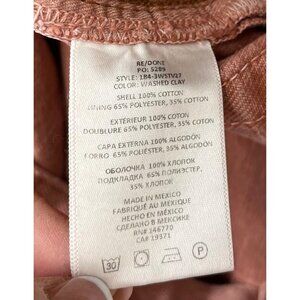 RE/DONE
PO: 5289
STYLE: 184-3WSTV27
COLOR: WASHED CLAY
SHELL 100% COTTON
LINING 65% POLYESTER, 35% COTTON
EXTÉRIEUR 100% COTON
DOUBLURE 65% POLYESTER, 35% COTON
CAPA EXTERNA 100% ALGODÓN
FORRO 65% POLIÉSTER, 35% ALGODÓN
ОБОЛОЧКА 100% ХЛОПОК
ПОДКЛАДКА 65% ПОЛИЭСТЕР,
35% ХЛОПОК
MADE IN MEXICO
FABRIQUÉ AU MEXIQUE
HECHO EN MÉXICO
СДЕЛАНО В МЕКСИКЕ
RN# 146770
CA# 19371
30
P